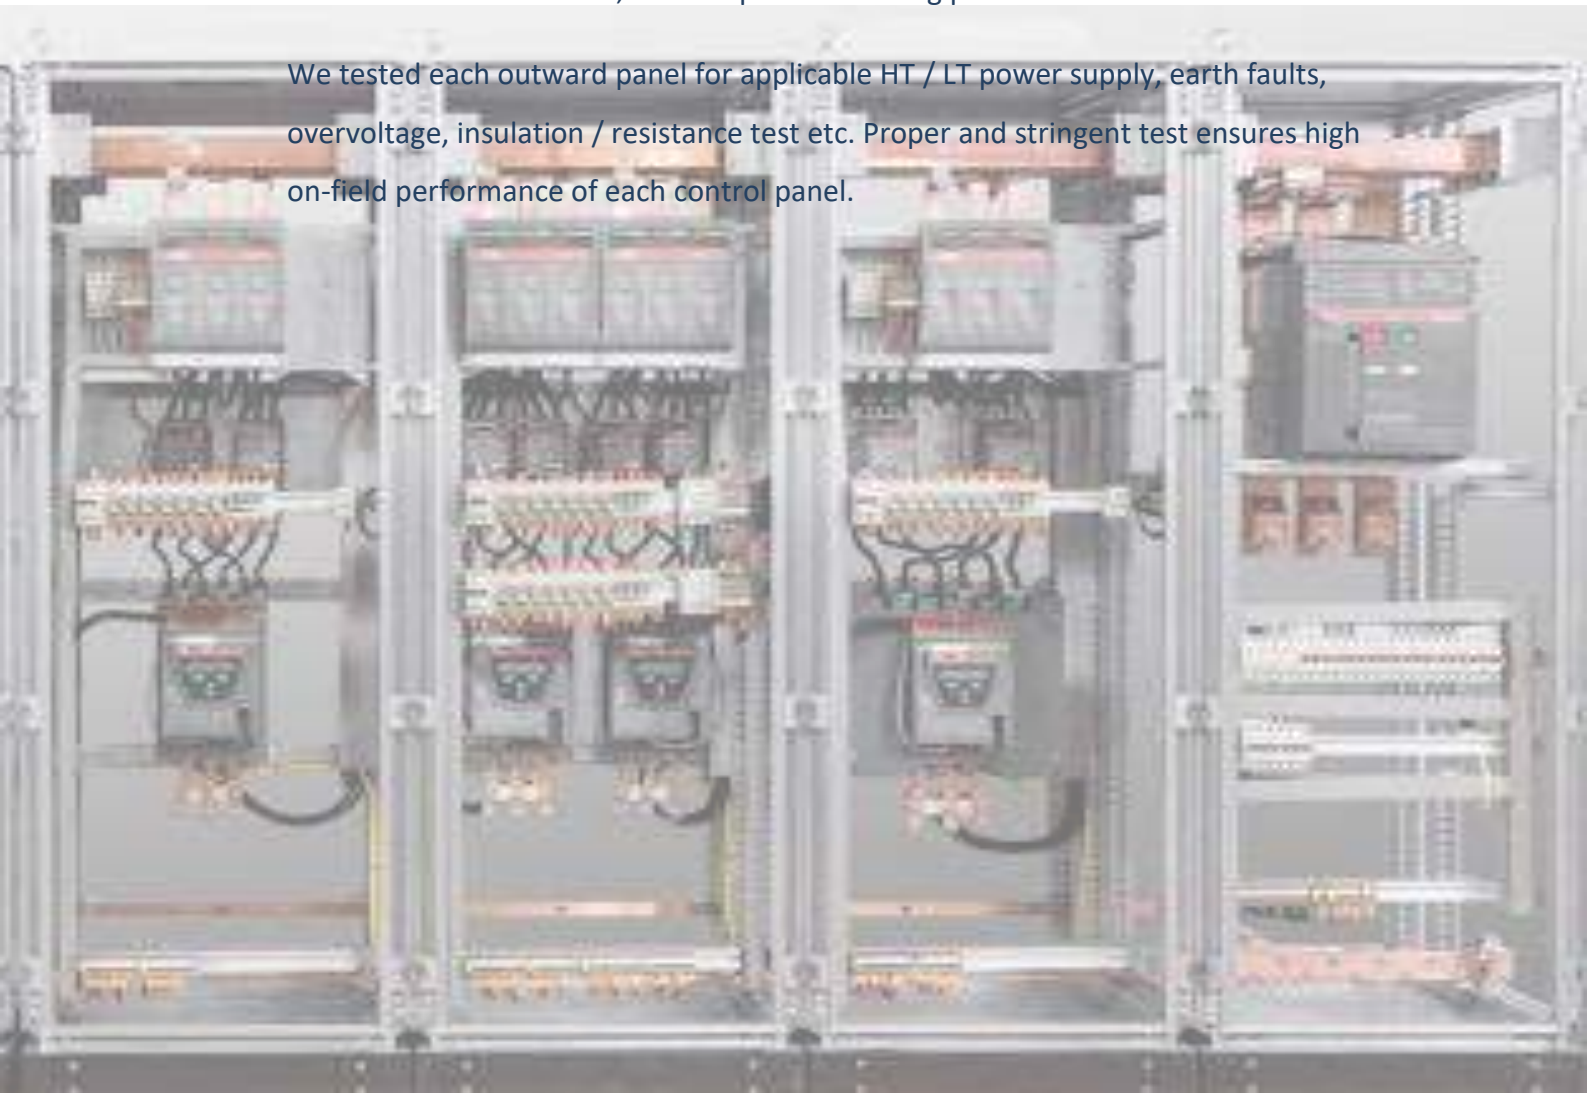 We tested each outward panel for applicable HT / LT power supply, earth faults,
overvoltage, insulation / resistance test etc. Proper and stringent test ensures high
on-field performance of each control panel.